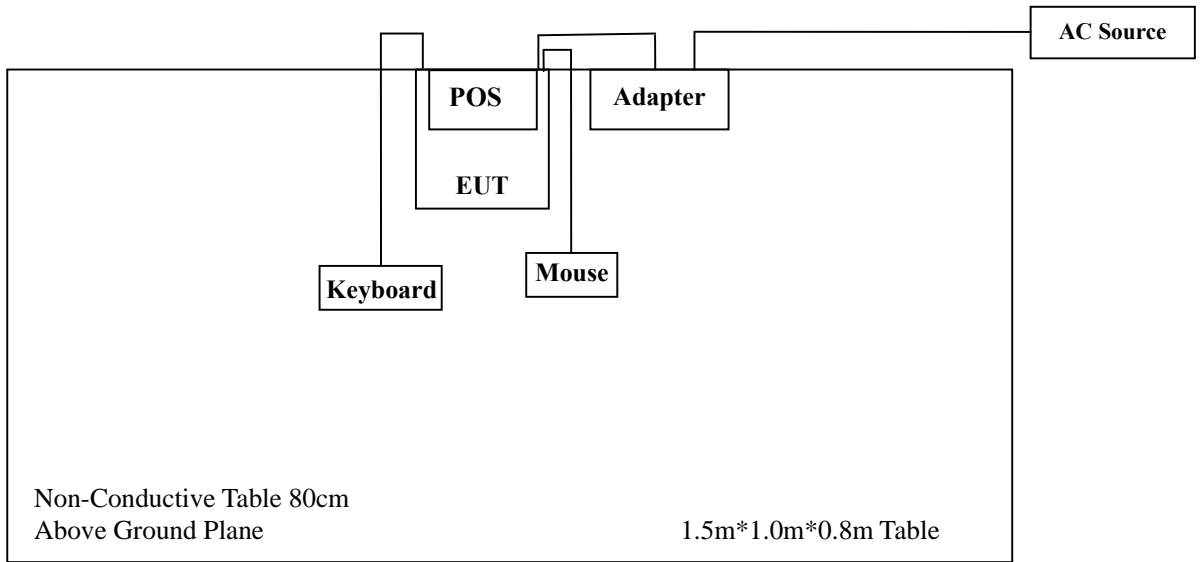 AC Source
POS
Adapter
EUT
Keyboard
Mouse
Non-Conductive Table 80cm
Above Ground Plane
1.5m*1.0m*0.8m Table